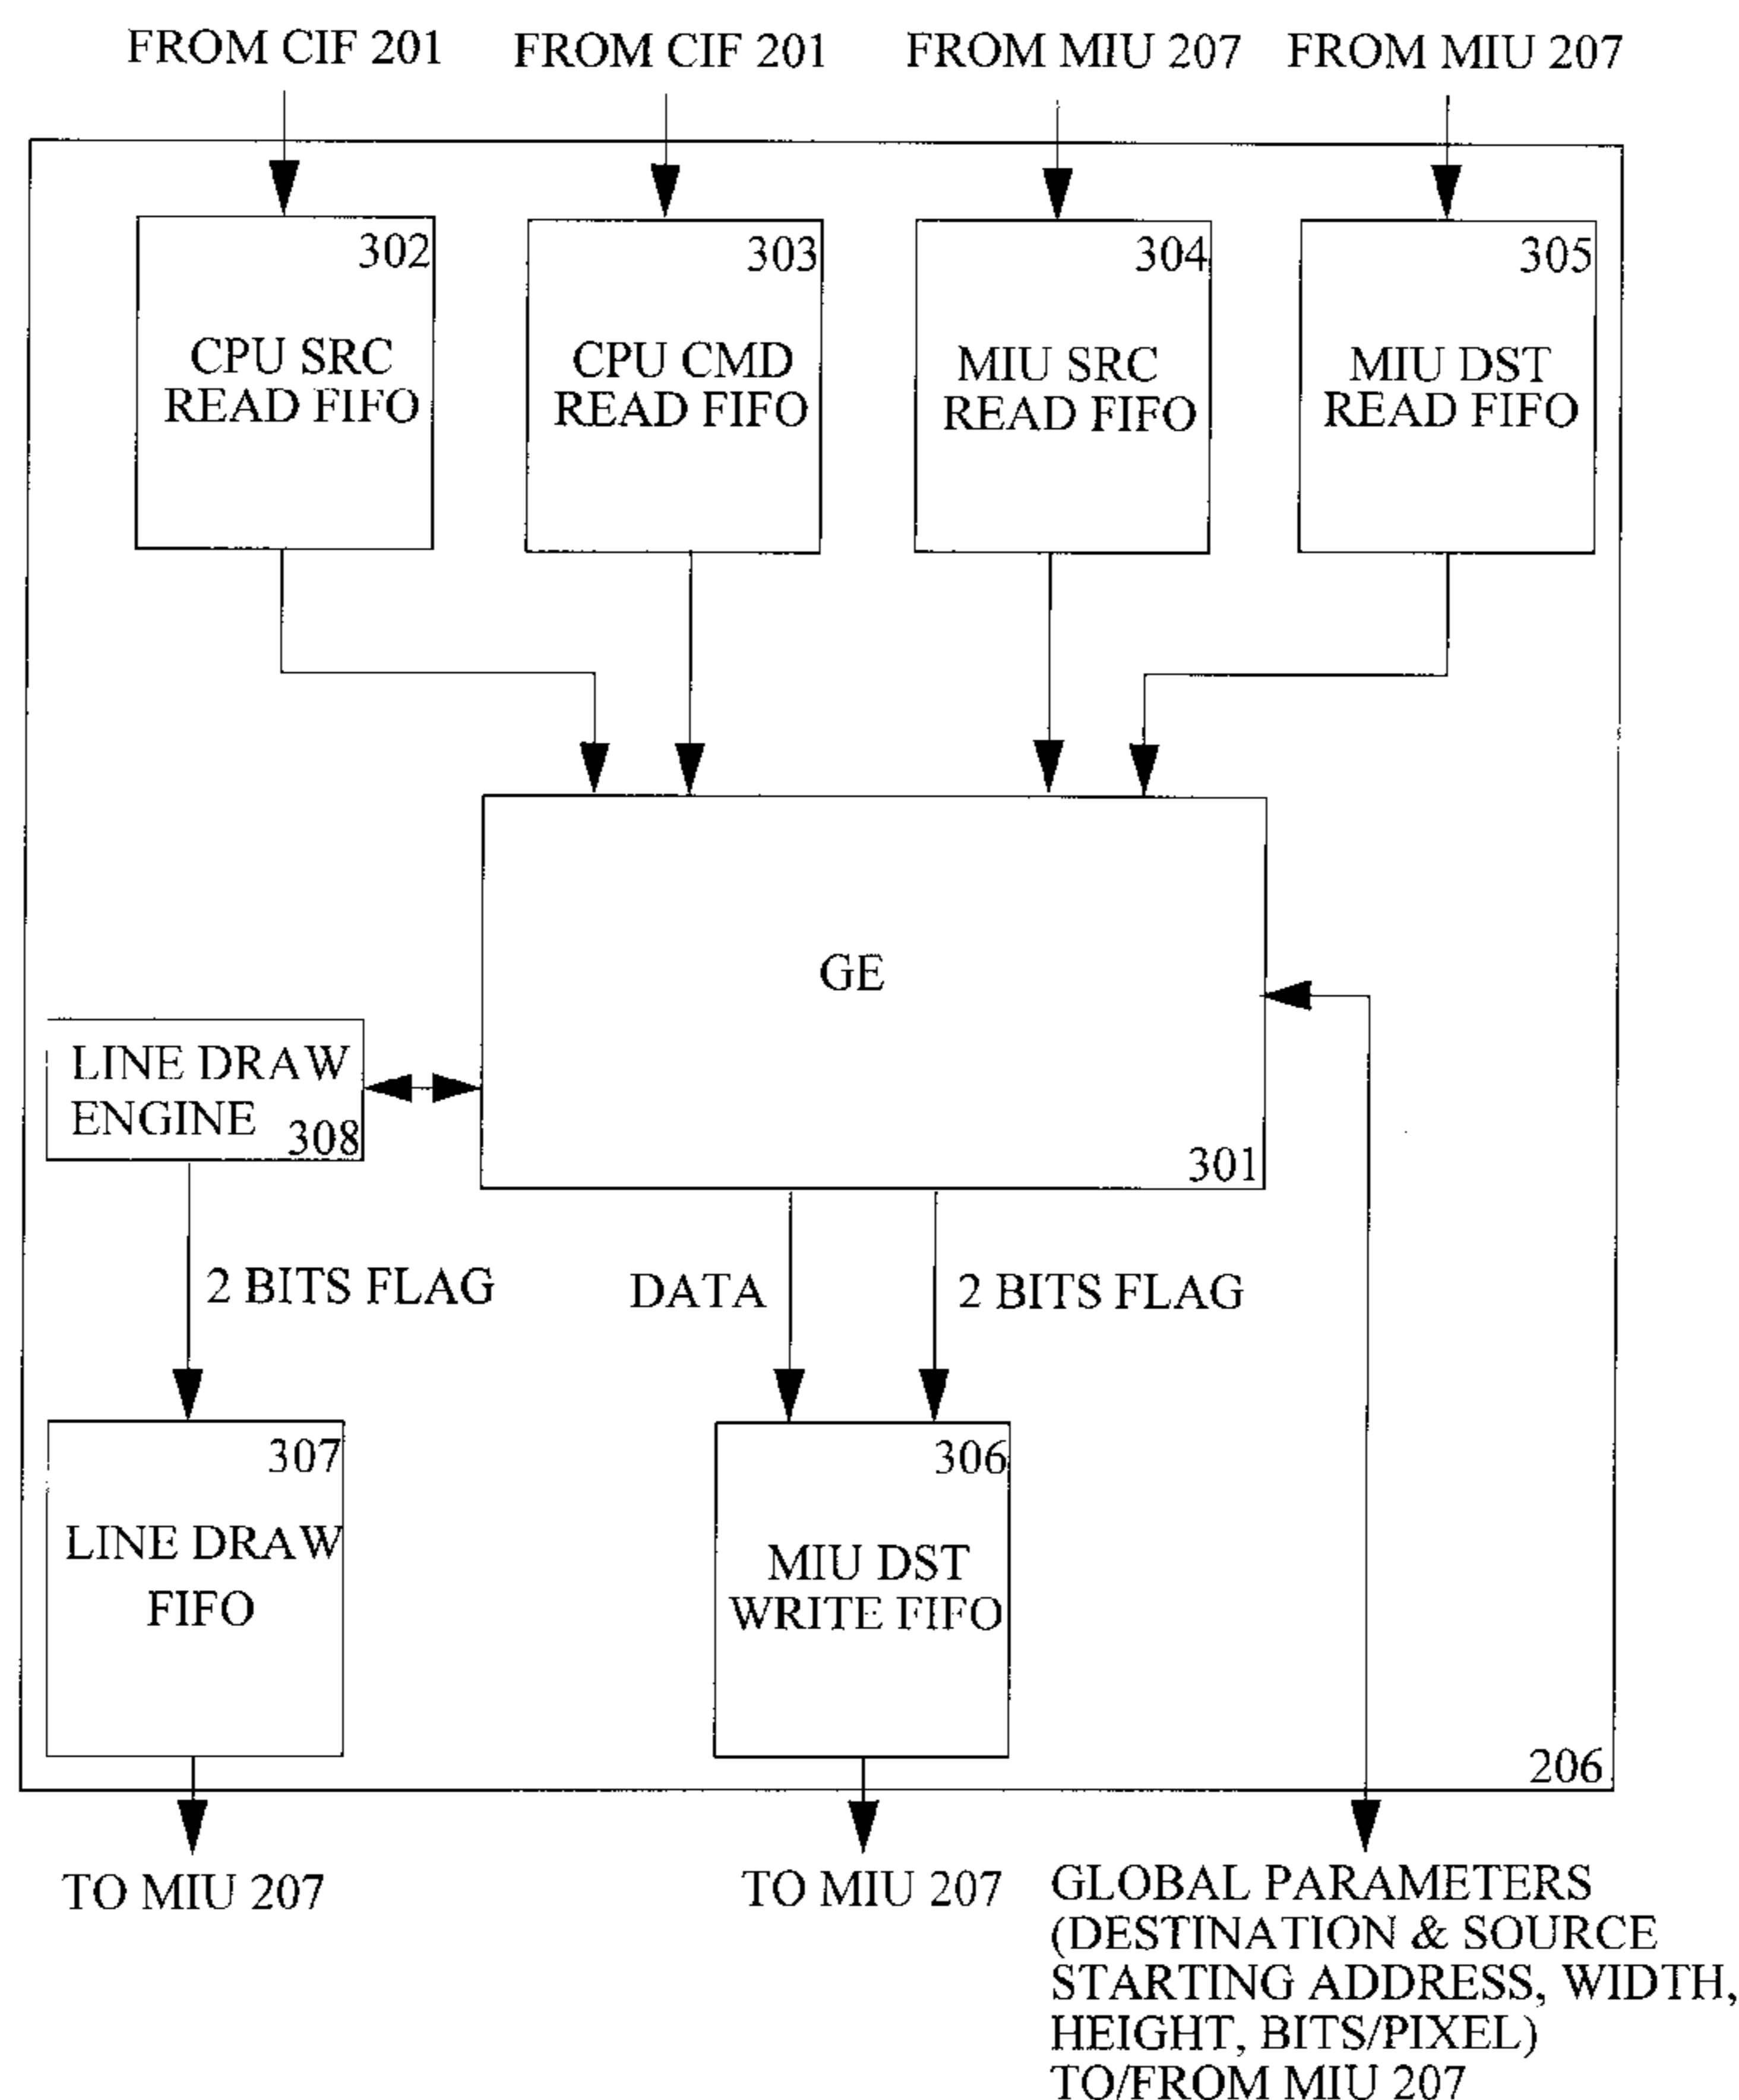 FROM CIF 201
FROM CIF 201
FROM MIU 207
FROM MIU 207
302
CPU SRC
READ FIFO
303
CPU CMD
READ FIFO
304
MIU SRC
READ FIFO
305
MIU DST
READ FIFO
GE
301
LINE DRAW
ENGINE
308
2 BITS FLAG
DATA
2 BITS FLAG
307
LINE DRAW
FIFO
306
MIU DST
WRITE FIFO
206
TO MIU 207
TO MIU 207
GLOBAL PARAMETERS
(DESTINATION & SOURCE
STARTING ADDRESS, WIDTH,
HEIGHT, BITS/PIXEL)
TO/FROM MIU 207